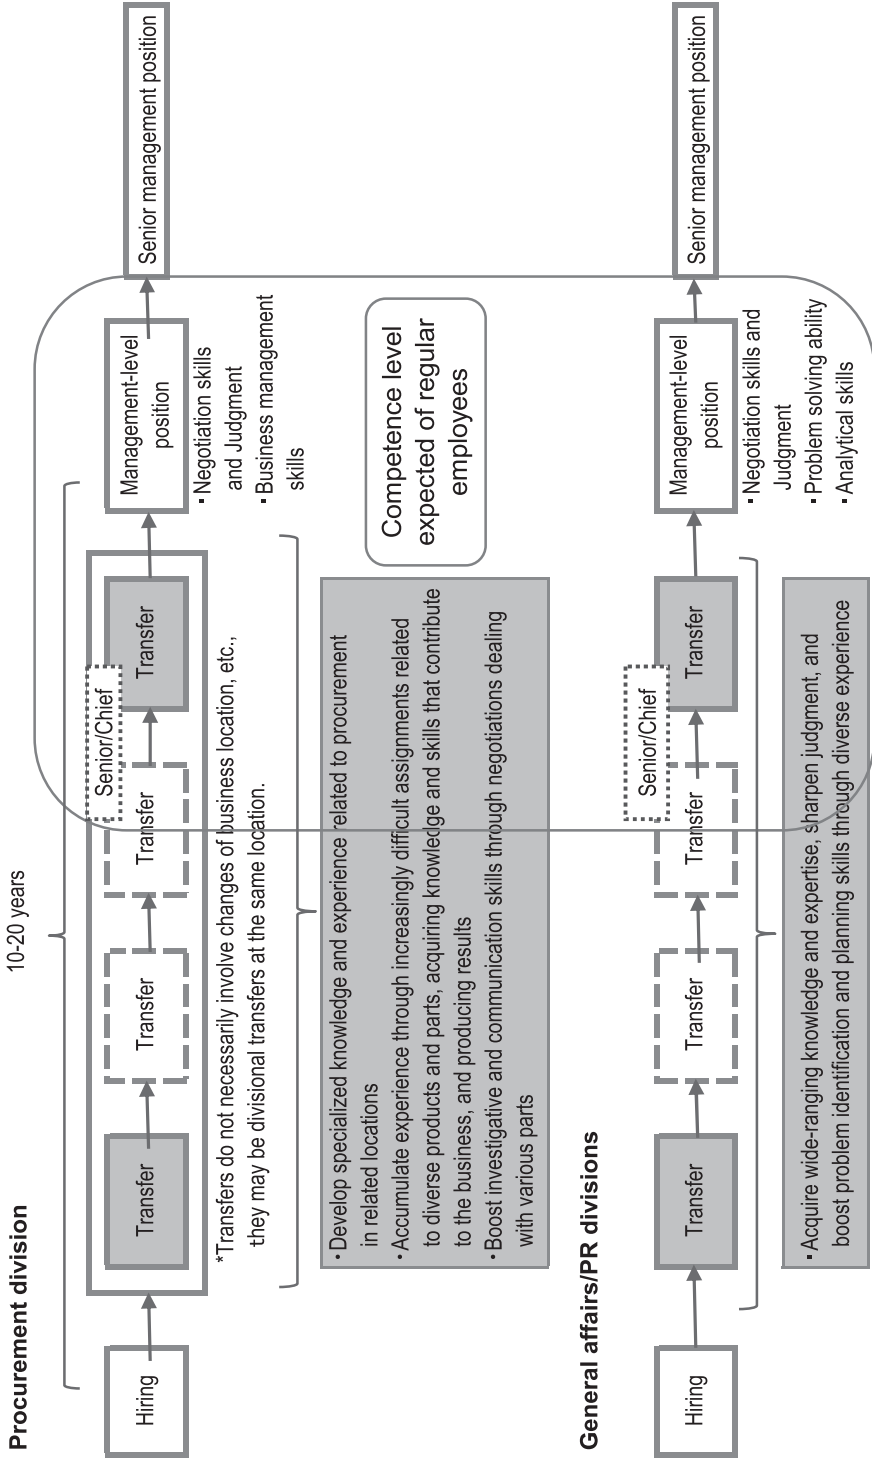 Procurement division
10-20 years
Hiring
Transfer
Transfer
Transfer
Senior/Chief
Transfer
Management-level
position
Senior management position
*Transfers do not necessarily involve changes of business location, etc.,
they may be divisional transfers at the same location.
・Negotiation skills
and Judgment
・Business management
skills
・Develop specialized knowledge and experience related to procurement
in related locations
・Accumulate experience through increasingly difficult assignments related
to diverse products and parts, acquiring knowledge and skills that contribute
to the business, and producing results
・Boost investigative and communication skills through negotiations dealing
with various parts
Competence level
expected of regular
employees
General affairs/PR divisions
Hiring
Transfer
Transfer
Transfer
Senior/Chief
Transfer
Management-level
position
Senior management position
・Negotiation skills and
Judgment
・Problem solving ability
・Analytical skills
・Acquire wide-ranging knowledge and expertise, sharpen judgment, and
boost problem identification and planning skills through diverse experience